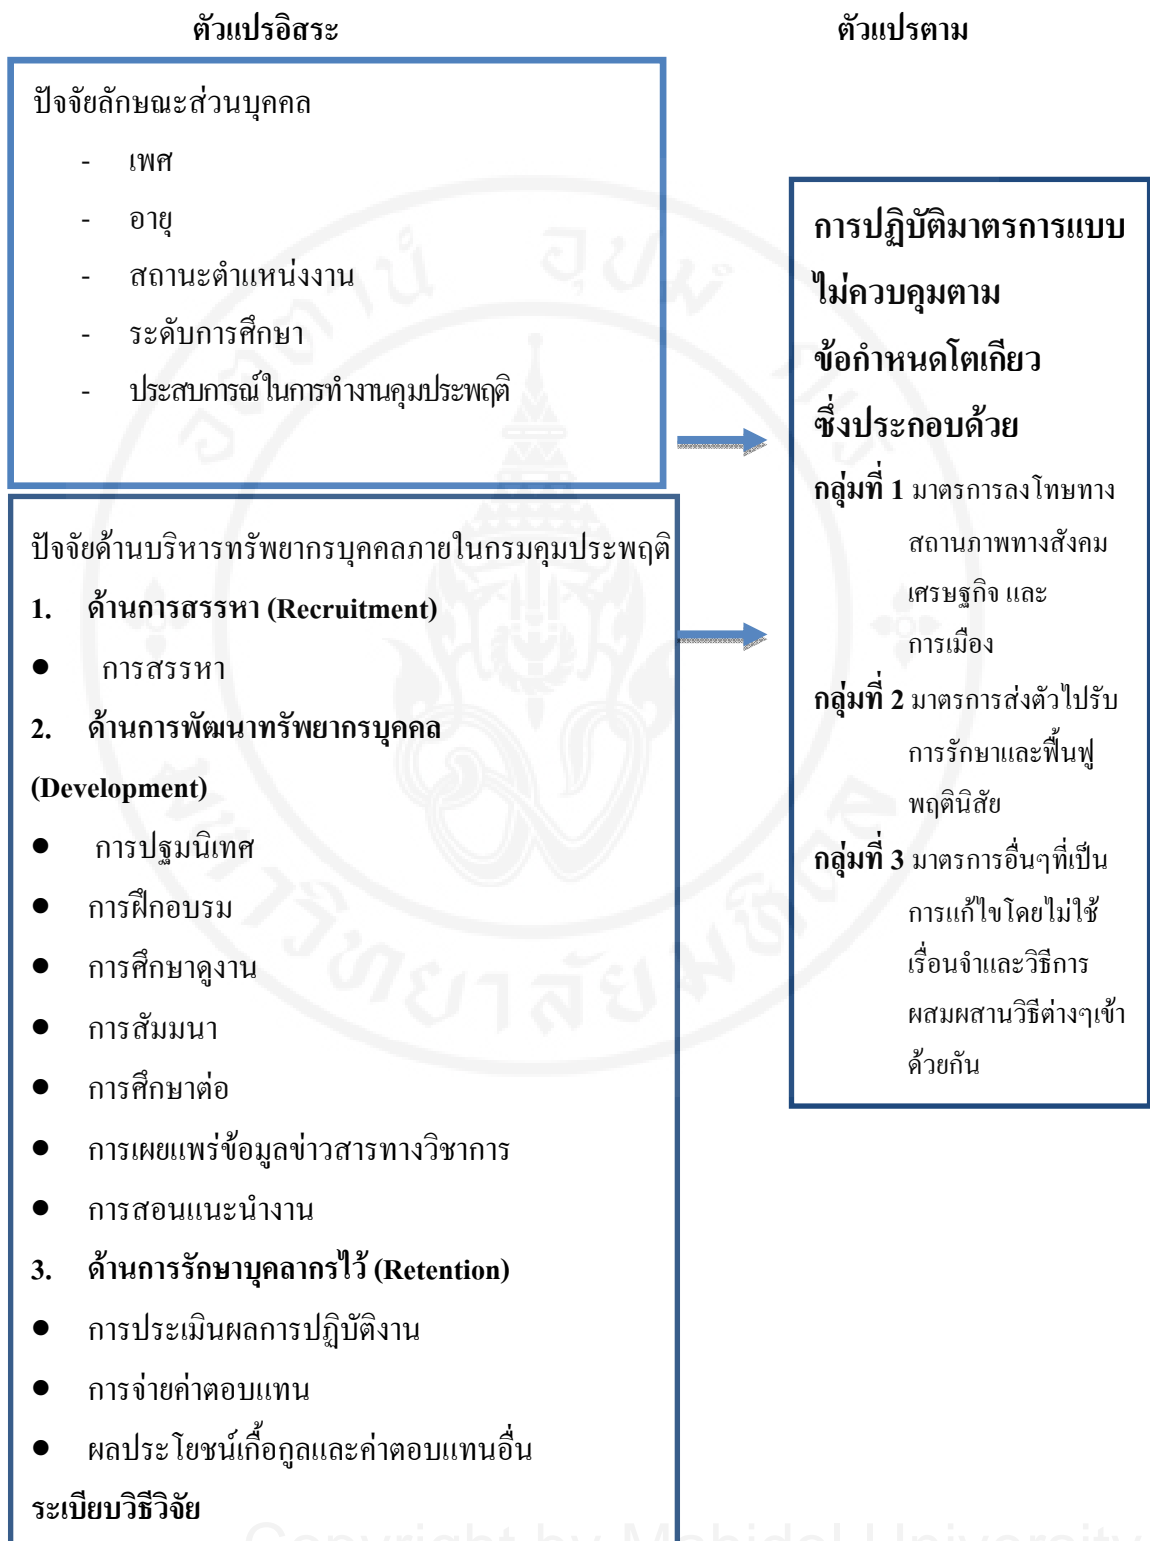 ตัวแปรอิสระ
ตัวแปรตาม
ปัจจัยลักษณะส่วนบุคคล
- เพศ
- อายุ
- สถานะตำแหน่งงาน
- ระดับการศึกษา
- ประสบการณ์ในการทำงานคุมประพฤติ
ปัจจัยด้านบริหารทรัพยากรบุคคลภายในกรมคุมประพฤติ
1. ด้านการสรรหา (Recruitment)
● การสรรหา
2. ด้านการพัฒนาทรัพยากรบุคคล
(Development)
● การปฐมนิเทศ
● การฝึกอบรม
● การศึกษาดูงาน
● การสัมมนา
● การศึกษาต่อ
● การเผยแพร่ข้อมูลข่าวสารทางวิชาการ
● การสอนแนะนำงาน
3. ด้านการรักษาบุคลากรไว้ (Retention)
● การประเมินผลการปฏิบัติงาน
● การจ่ายค่าตอบแทน
● ผลประโยชน์เกื้อกูลและค่าตอบแทนอื่น
ระเบียบวิธีวิจัย
การปฏิบัติมาตรการแบบ
ไม่ควบคุมตาม
ข้อกำหนดโตเกียว
ซึ่งประกอบด้วย
กลุ่มที่ 1 มาตรการลงโทษทาง
สถานภาพทางสังคม
เศรษฐกิจ และ
การเมือง
กลุ่มที่ 2 มาตรการส่งตัวไปรับ
การรักษาและฟื้นฟู
พฤตินิสัย
กลุ่มที่ 3 มาตรการอื่นๆที่เป็น
การแก้ไขโดยไม่ใช้
เรื่อนจำและวิธีการ
ผสมผสานวิธีต่างๆเข้า
ด้วยกัน
มหาวิทยาลัยมหิดล
Copyright by Mahidol University